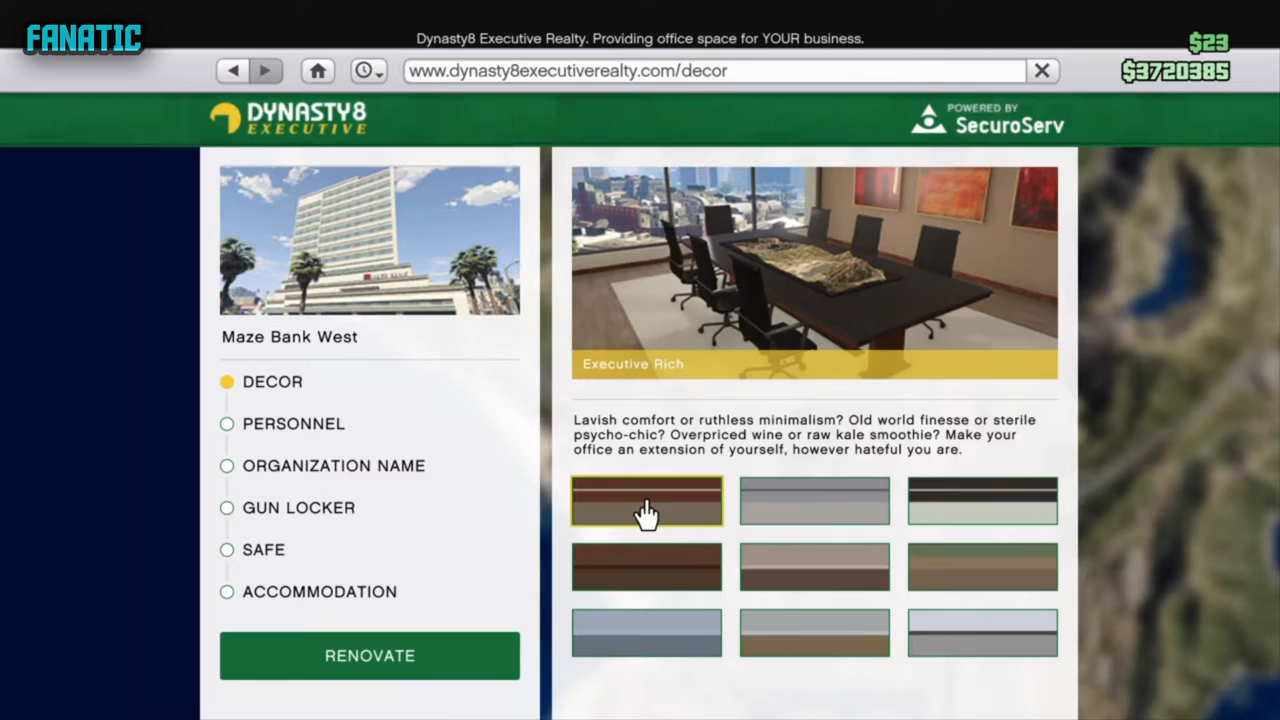 FANATIC
Dynasty8 Executive Realty. Providing office space for YOUR business.
$23
www.dynasty8executiverealty.com/decor
$3720385
DYNASTY8
EXECUTIVE
POWERED BY
SecuroServ
MAZE BANK
Maze Bank West
Executive Rich
DECOR
PERSONNEL
ORGANIZATION NAME
GUN LOCKER
SAFE
ACCOMMODATION
RENOVATE
Lavish comfort or ruthless minimalism? Old world finesse or sterile
psycho-chic? Overpriced wine or raw kale smoothie? Make your
office an extension of yourself, however hateful you are.